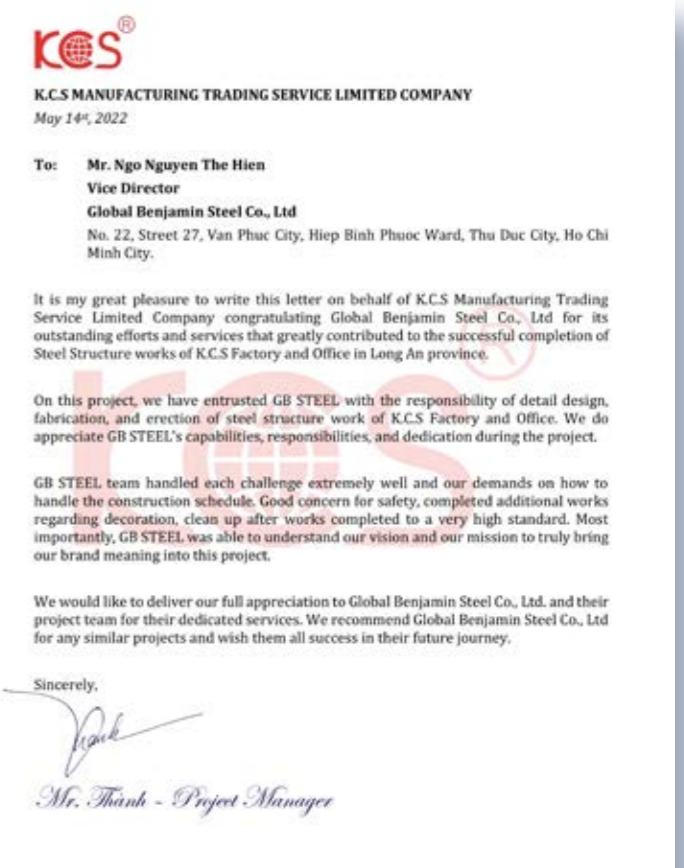 KCS®
K.C.S MANUFACTURING TRADING SERVICE LIMITED COMPANY
May 14st, 2022
To: Mr. Ngo Nguyen The Hien
Vice Director
Global Benjamin Steel Co., Ltd
No. 22, Street 27, Van Phuc City, Hiep Binh Phuoc Ward, Thu Duc City, Ho Chi
Minh City.
It is my great pleasure to write this letter on behalf of K.C.S Manufacturing Trading
Service Limited Company congratulating Global Benjamin Steel Co., Ltd for its
outstanding efforts and services that greatly contributed to the successful completion of
Steel Structure works of K.C.S Factory and Office in Long An province.
On this project, we have entrusted GB STEEL with the responsibility of detail design,
fabrication, and erection of steel structure work of K.C.S Factory and Office. We do
appreciate GB STEEL's capabilities, responsibilities, and dedication during the project.
GB STEEL team handled each challenge extremely well and our demands on how to
handle the construction schedule. Good concern for safety, completed additional works
regarding decoration, clean up after works completed to a very high standard. Most
importantly, GB STEEL was able to understand our vision and our mission to truly bring
our brand meaning into this project.
We would like to deliver our full appreciation to Global Benjamin Steel Co., Ltd. and their
project team for their dedicated services. We recommend Global Benjamin Steel Co., Ltd
for any similar projects and wish them all success in their future journey.
Sincerely,
Mr. Thành - Project Manager